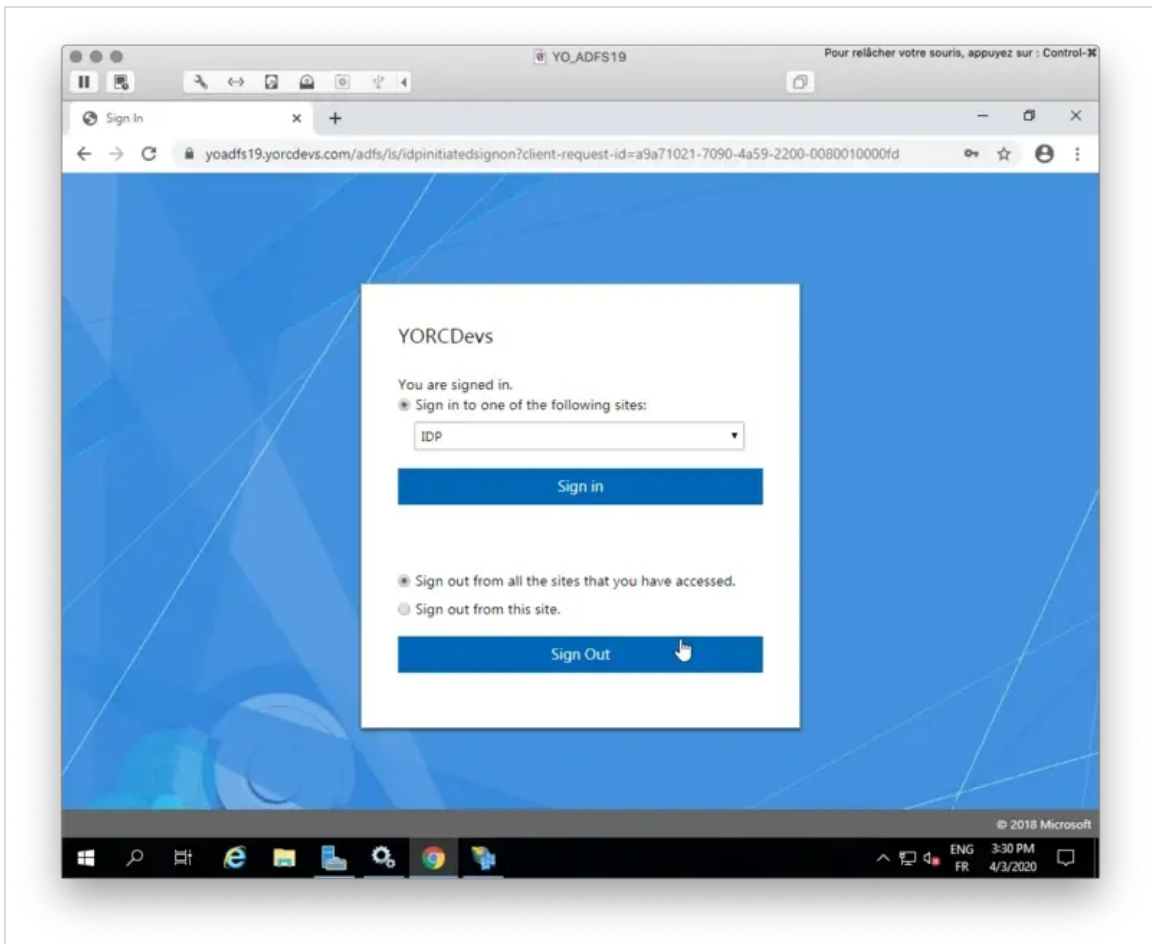 YO_ADFS19
Pour relâcher votre souris, appuyez sur : Control-⌘
Sign In
yoadfs19.yorcdevs.com/adfs/ls/idpinitiatedsignon?client-request-id=a9a71021-7090-4a59-2200-0080010000fd
YORCDevs
You are signed in.
Sign in to one of the following sites:
IDP
Sign in
Sign out from all the sites that you have accessed.
Sign out from this site.
Sign Out
© 2018 Microsoft
ENG
FR
3:30 PM
4/3/2020